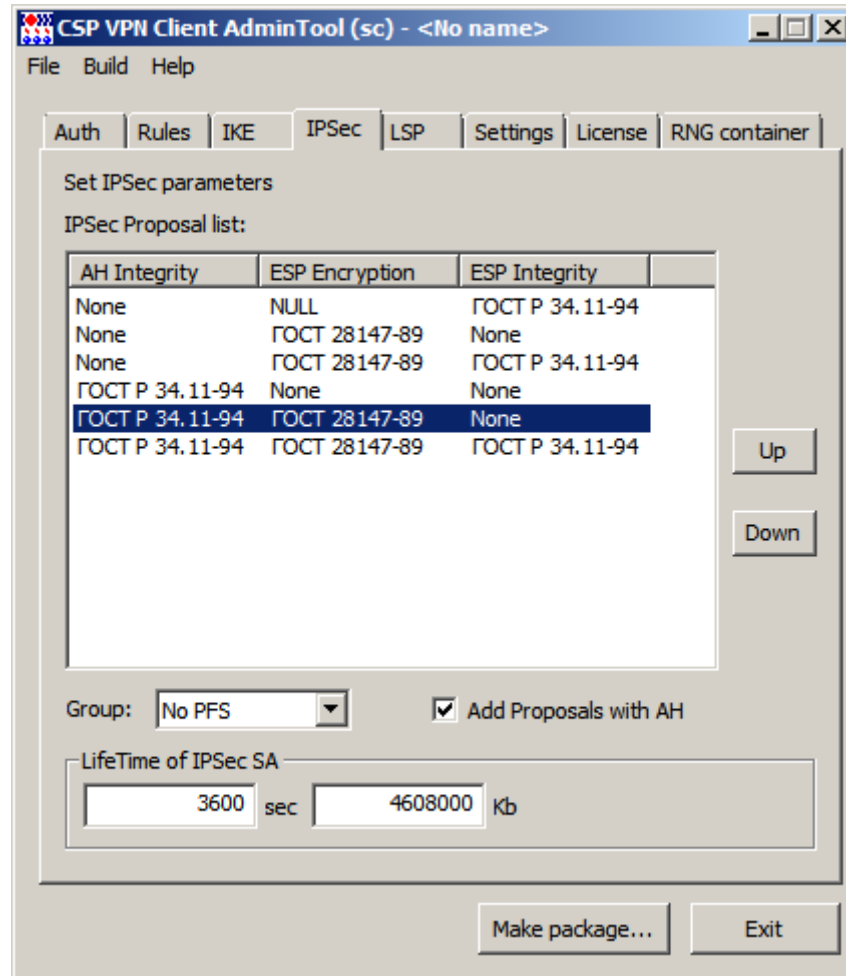 CSP VPN Client AdminTool (sc) - <No name>
File Build Help
Auth Rules IKE IPSec LSP Settings License RNG container
Set IPSec parameters
IPSec Proposal list:
AH Integrity ESP Encryption ESP Integrity
None NULL ГОСТ Р 34.11-94
None ГОСТ 28147-89 None
None ГОСТ 28147-89 ГОСТ Р 34.11-94
ГОСТ Р 34.11-94 None None
ГОСТ Р 34.11-94 ГОСТ 28147-89 None
ГОСТ Р 34.11-94 ГОСТ 28147-89 ГОСТ Р 34.11-94
Up
Down
Group: No PFS Add Proposals with AH
LifeTime of IPSec SA
3600 sec 4608000 Kb
Make package... Exit